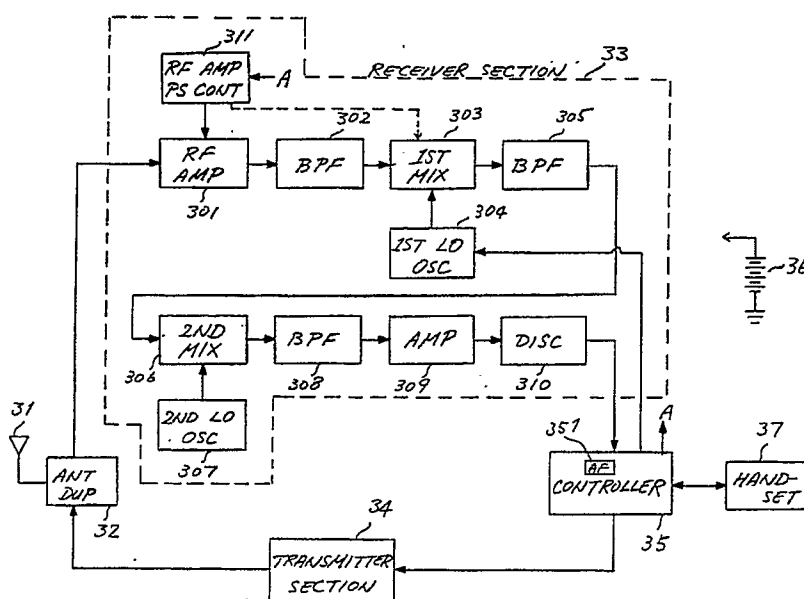 311
RF AMP
PS CONT
A
RECEIVER SECTION
33
302
303
305
RF
AMP
301
BPF
1ST
MIX
BPF
304
1ST LO
OSC
36
2ND
MIX
306
BPF
308
AMP
309
DISC
310
2ND LO
OSC
307
31
ANT
DUP
32
A
351
AF
CONTROLLER
35
37
HAND-
SET
34
TRANSMITTER
SECTION